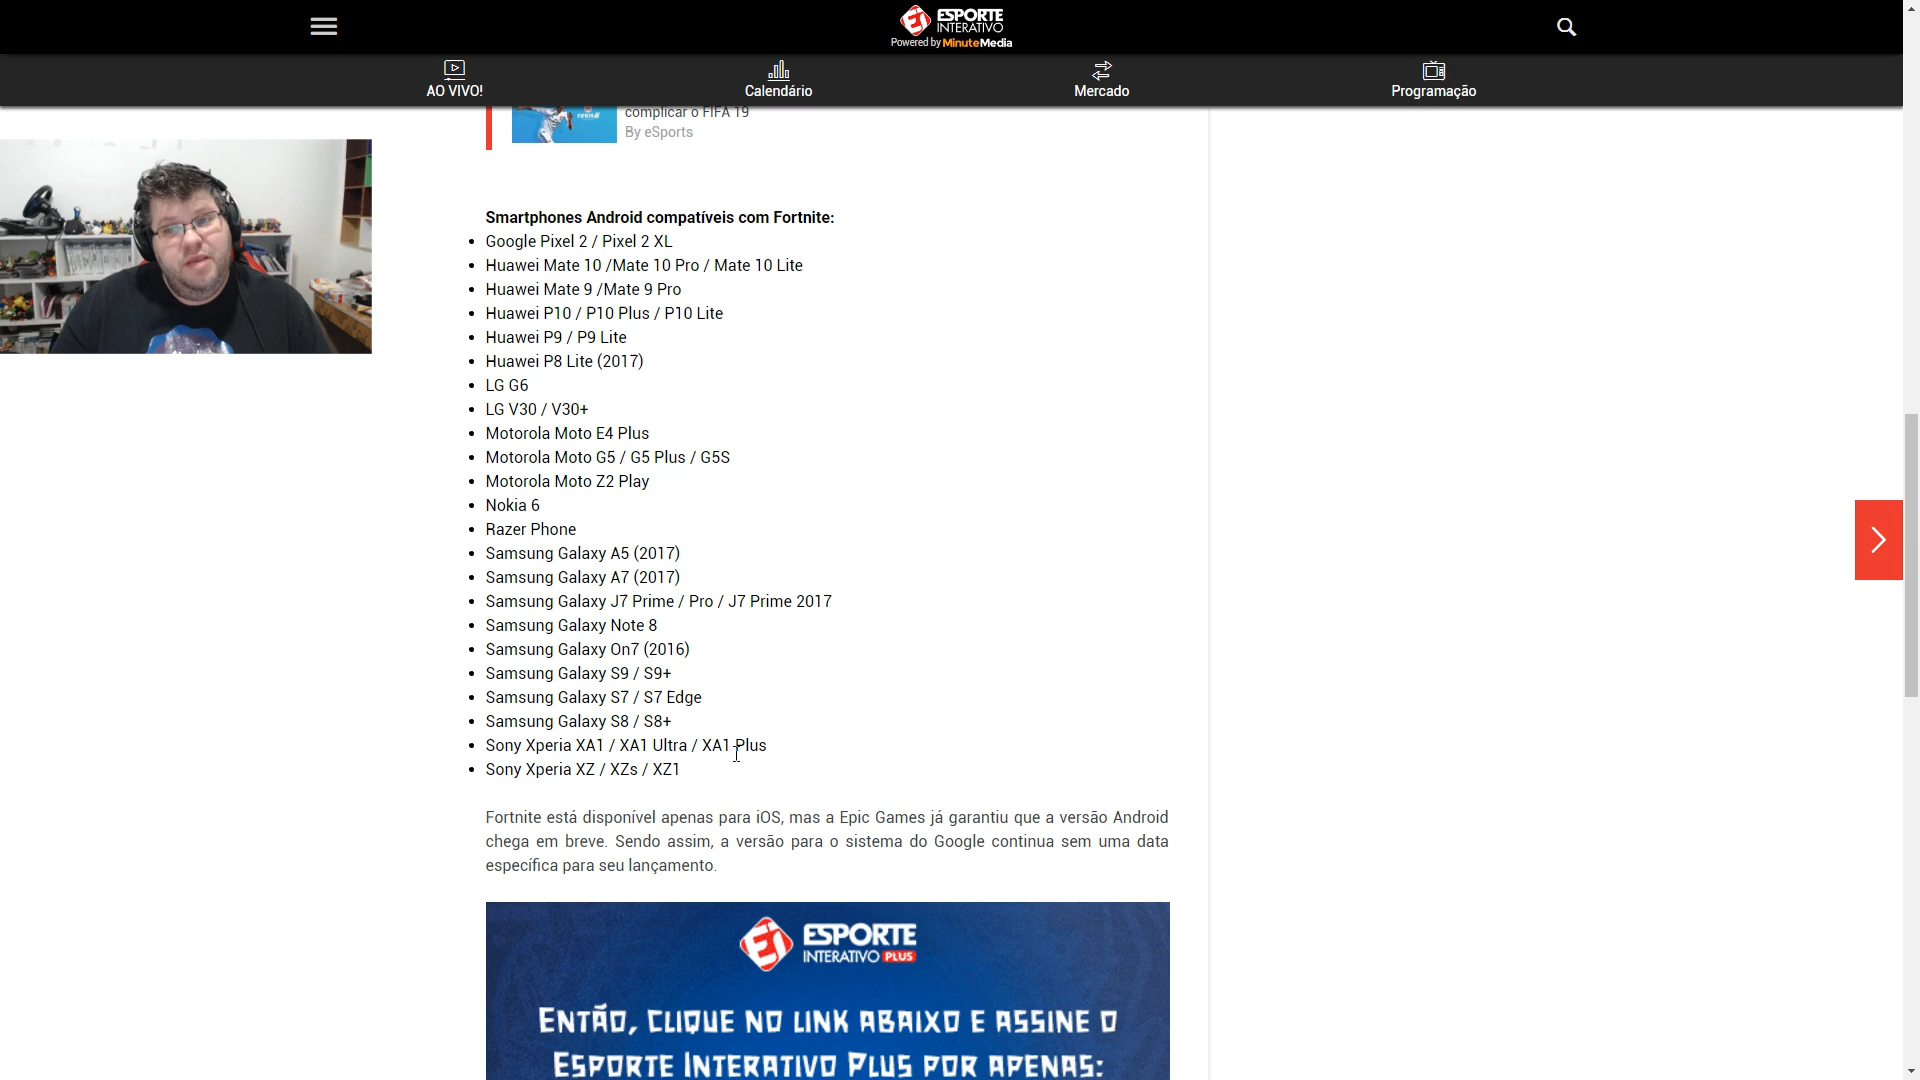 ESPORTE
INTERATIVO
Powered by MinuteMedia
AO VIVO!
Calendário
Mercado
Programação
complicar o FIFA 19
By eSports
Smartphones Android compatíveis com Fortnite:
Google Pixel 2 / Pixel 2 XL
Huawei Mate 10 /Mate 10 Pro / Mate 10 Lite
Huawei Mate 9 /Mate 9 Pro
Huawei P10 / P10 Plus / P10 Lite
Huawei P9 / P9 Lite
Huawei P8 Lite (2017)
LG G6
LG V30 / V30+
Motorola Moto E4 Plus
Motorola Moto G5 / G5 Plus / G5S
Motorola Moto Z2 Play
Nokia 6
Razer Phone
Samsung Galaxy A5 (2017)
Samsung Galaxy A7 (2017)
Samsung Galaxy J7 Prime / Pro / J7 Prime 2017
Samsung Galaxy Note 8
Samsung Galaxy On7 (2016)
Samsung Galaxy S9 / S9+
Samsung Galaxy S7 / S7 Edge
Samsung Galaxy S8 / S8+
Sony Xperia XA1 / XA1 Ultra / XA1 Plus
Sony Xperia XZ / XZs / XZ1
Fortnite está disponível apenas para iOS, mas a Epic Games já garantiu que a versão Android
chega em breve. Sendo assim, a versão para o sistema do Google continua sem uma data
específica para seu lançamento.
ESPORTE
INTERATIVO PLUS
ENTÃO, CLIQUE NO LINK ABAIXO E ASSINE O
ESPORTE INTERATIVO PLUS POR APENAS: